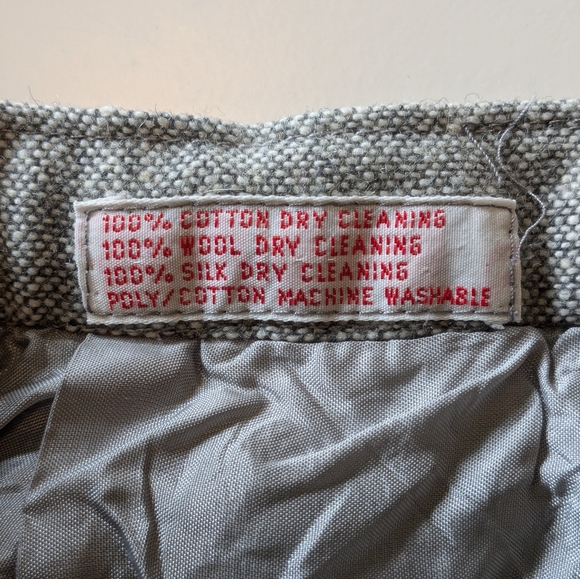 100% COTTON DRY CLEANING
100% WOOL DRY CLEANING
100% SILK DRY CLEANING
POLY/COTTON MACHINE WASHABLE